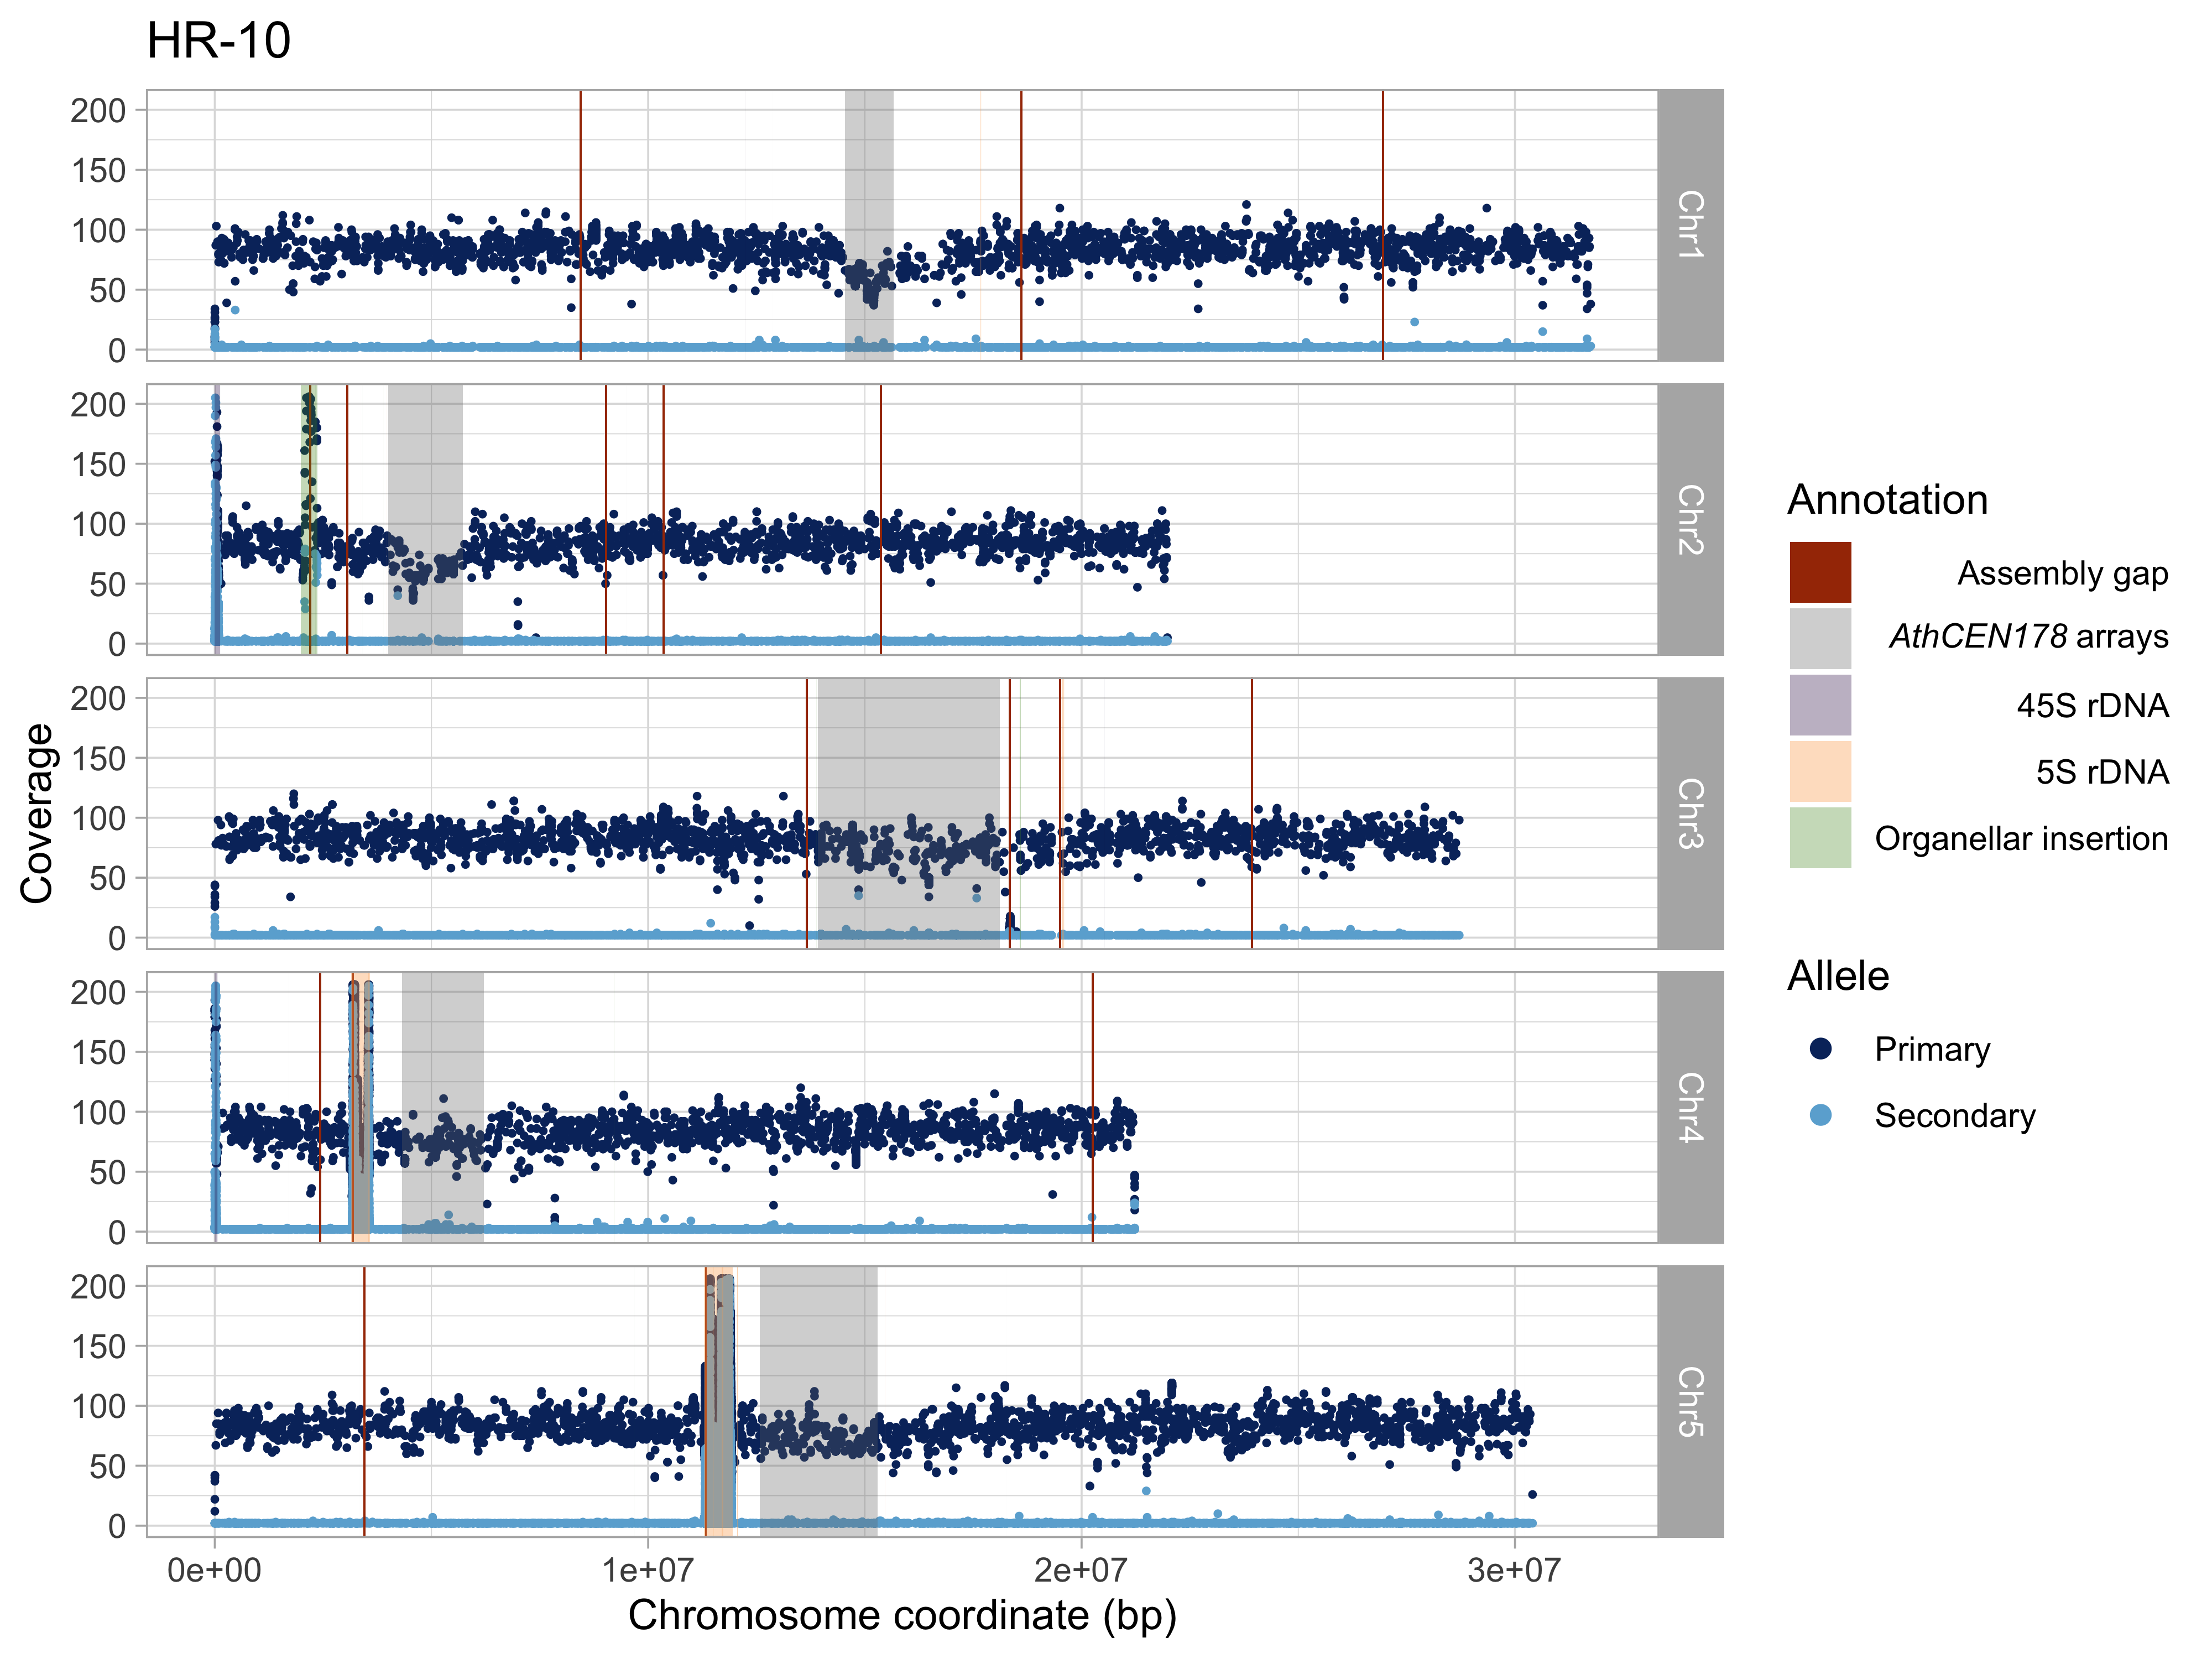 HR-10
Coverage
200
150
100
50
0
Chr1
200
150
100
50
0
Chr2
200
150
100
50
0
Chr3
200
150
100
50
0
Chr4
200
150
100
50
0
Chr5
0e+00 1e+07 2e+07 3e+07
Chromosome coordinate (bp)
Annotation
Assembly gap
AthCEN178 arrays
45S rDNA
5S rDNA
Organellar insertion
Allele
Primary
Secondary